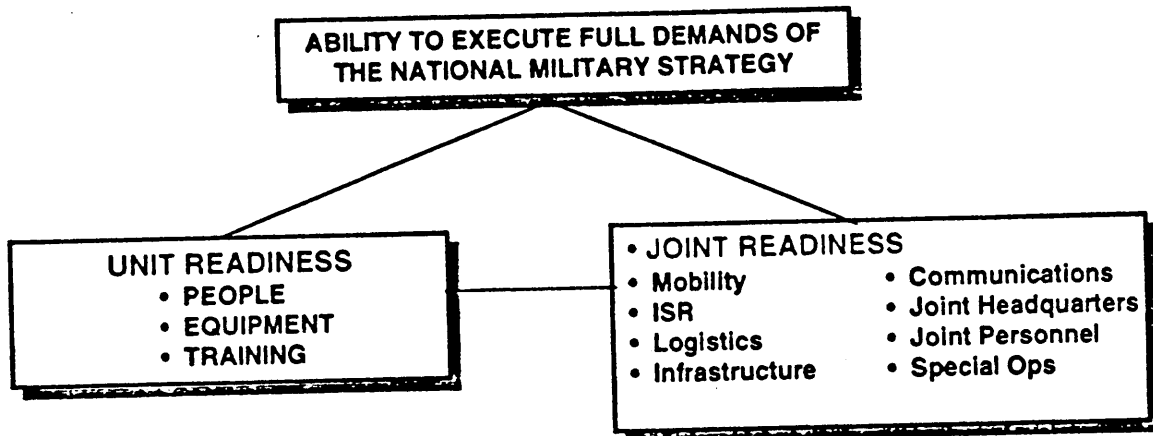 ABILITY TO EXECUTE FULL DEMANDS OF
THE NATIONAL MILITARY STRATEGY
UNIT READINESS
• PEOPLE
• EQUIPMENT
• TRAINING
• JOINT READINESS
• Mobility
• ISR
• Logistics
• Infrastructure
• Communications
• Joint Headquarters
• Joint Personnel
• Special Ops